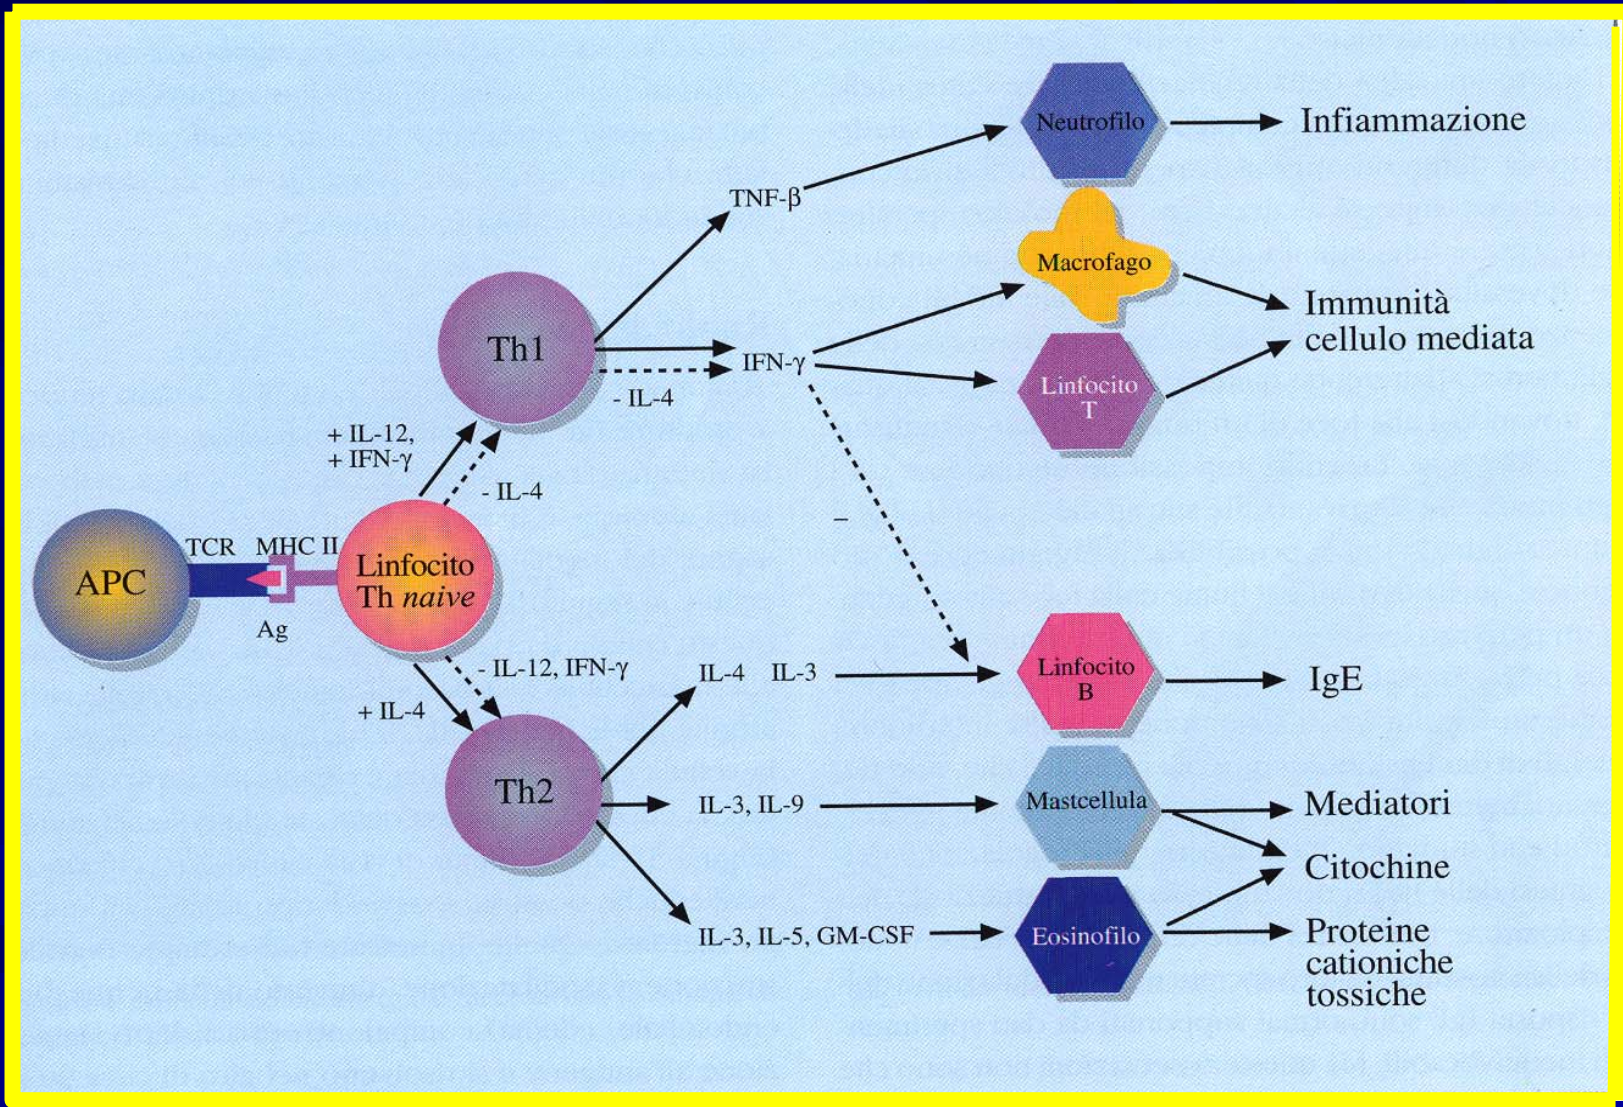 Neutrofilo
Infiammazione
TNF-β
Macrofago
Immunità
cellulo mediata
Th1
IFN-γ
- IL-4
Linfocito
T
+ IL-12,
+ IFN-γ
- IL-4
APC
TCR
MHC II
Ag
Linfocito
Th naive
–
- IL-12, IFN-γ
+ IL-4
IL-4 IL-3
Linfocito
B
IgE
Th2
IL-3, IL-9
Mastcellula
Mediatori
Citochine
IL-3, IL-5, GM-CSF
Eosinofilo
Proteine
cationiche
tossiche